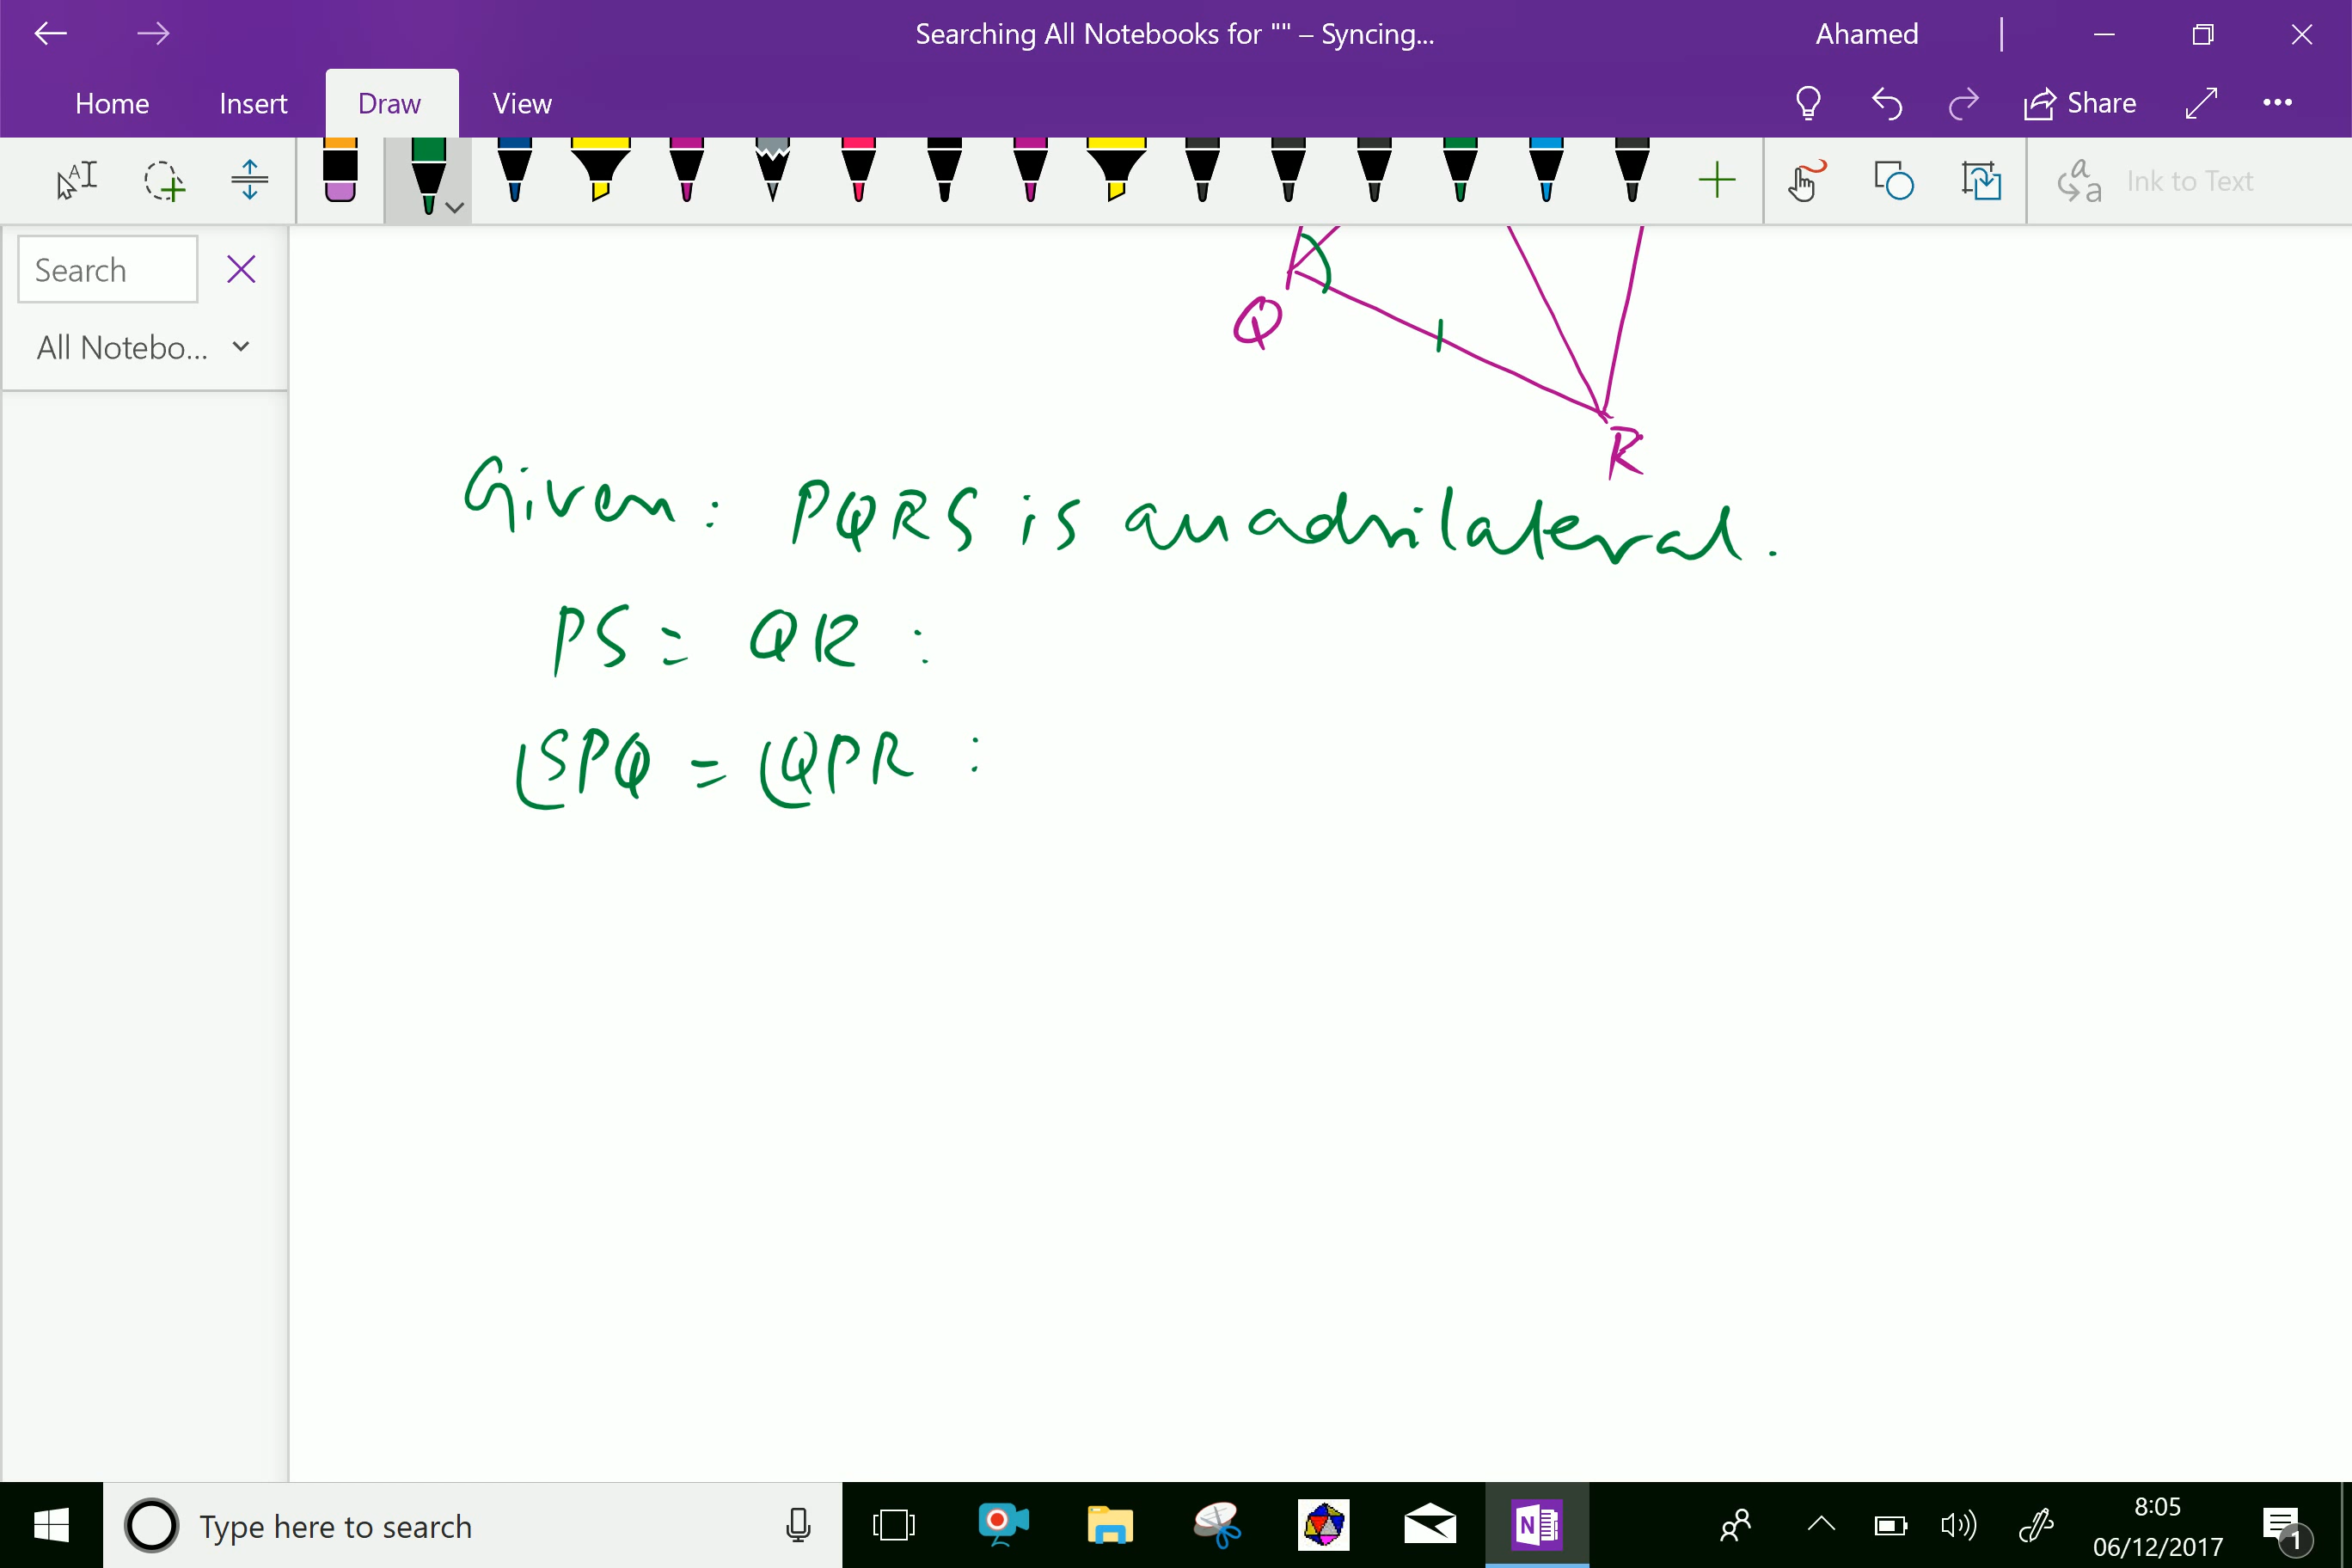 Searching All Notebooks for "" – Syncing...
Ahamed
Home Insert Draw View
Share
Ink to Text
Search
All Notebo...
Q
R
Given: PQRS is quadrilateral.
PS = QR :
∠SPQ = ∠QPR :
Type here to search
N
8:05
06/12/2017
1